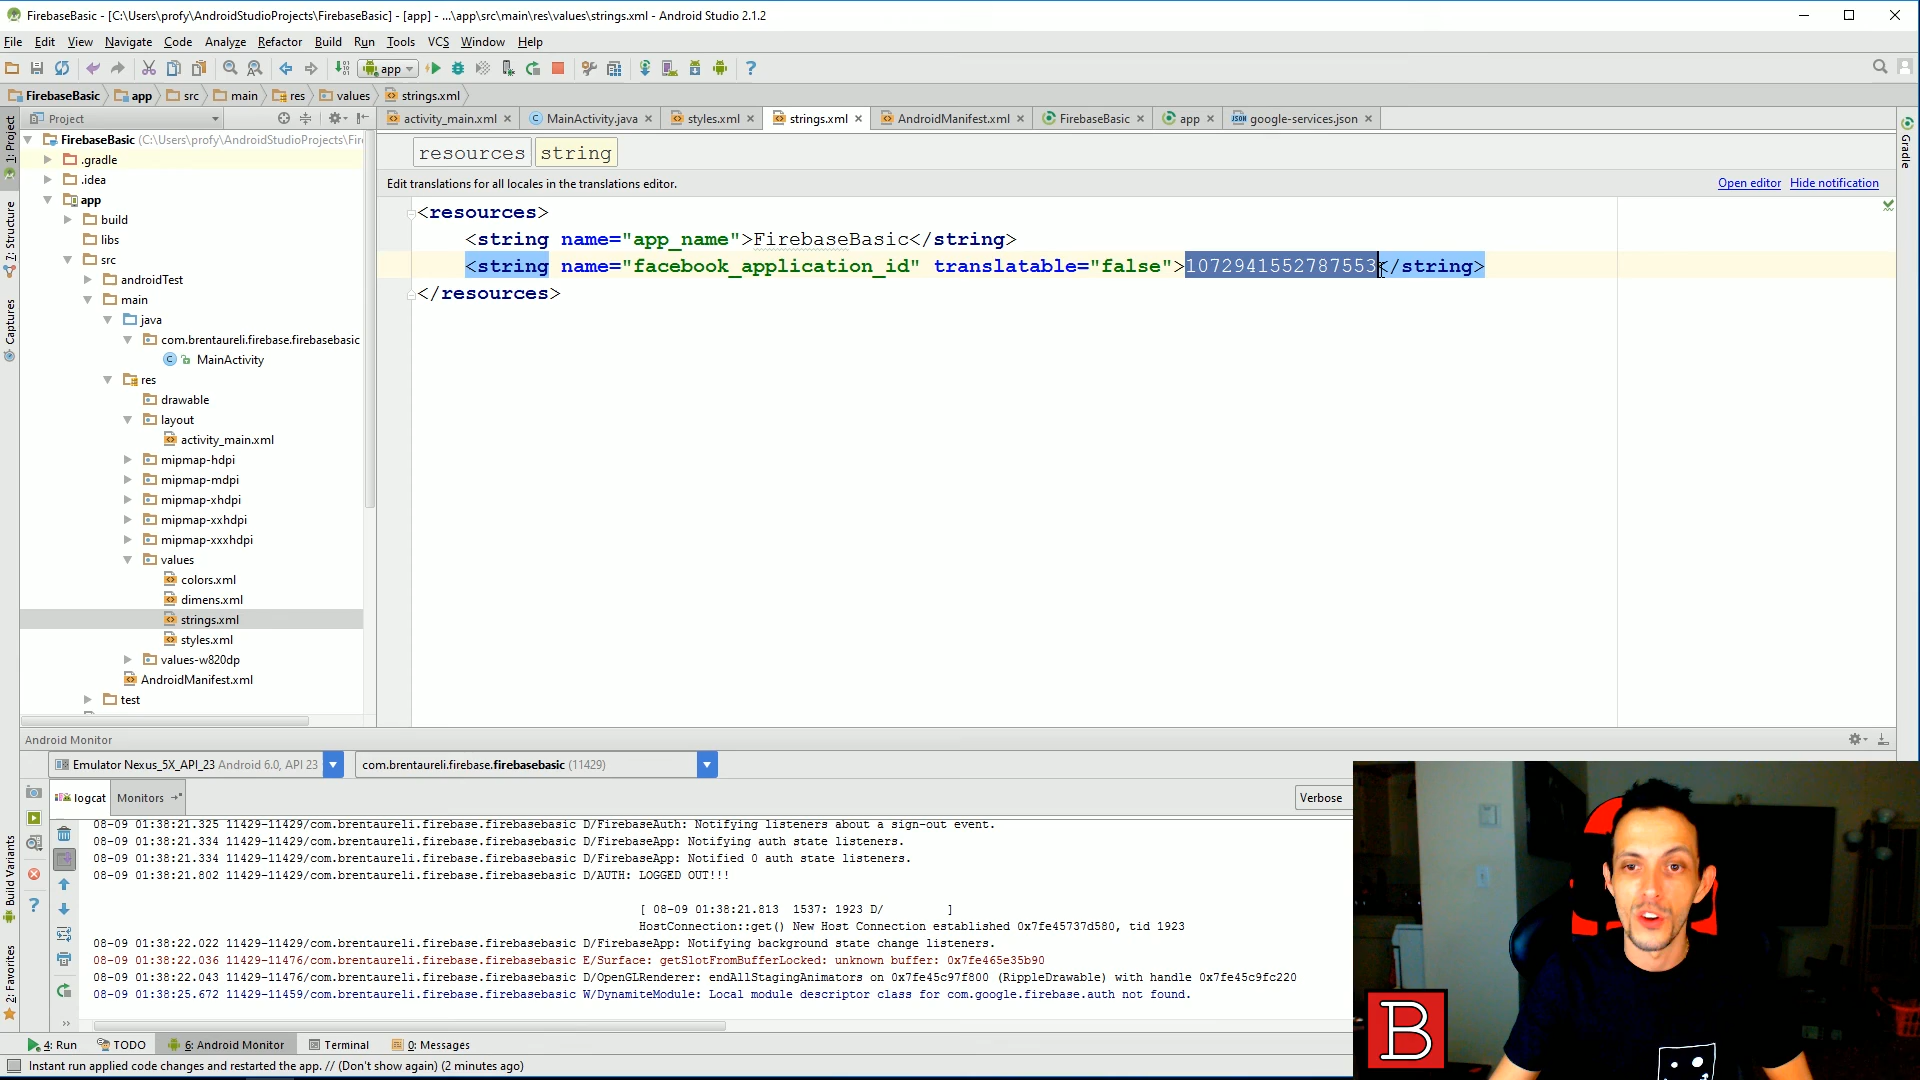 FirebaseBasic - [C:\Users\profy\AndroidStudioProjects\FirebaseBasic] - [app] - ...\app\src\main\res\values\strings.xml - Android Studio 2.1.2
File Edit View Navigate Code Analyze Refactor Build Run Tools VCS Window Help
app
FirebaseBasic app src main res values strings.xml
Project
activity_main.xml MainActivity.java styles.xml strings.xml AndroidManifest.xml FirebaseBasic app google-services.json
1: Project
7: Structure
Captures
Build Variants
2: Favorites
Gradle
FirebaseBasic (C:\Users\profy\AndroidStudioProjects\Fire
.gradle
.idea
app
build
libs
src
androidTest
main
java
com.brentaureli.firebase.firebasebasic
MainActivity
res
drawable
layout
activity_main.xml
mipmap-hdpi
mipmap-mdpi
mipmap-xhdpi
mipmap-xxhdpi
mipmap-xxxhdpi
values
colors.xml
dimens.xml
strings.xml
styles.xml
values-w820dp
AndroidManifest.xml
test
resources string
Edit translations for all locales in the translations editor. Open editor Hide notification
<resources>
<string name="app_name">FirebaseBasic</string>
<string name="facebook_application_id" translatable="false">1072941552787553</string>
</resources>
Android Monitor
Emulator Nexus_5X_API_23 Android 6.0, API 23 com.brentaureli.firebase.firebasebasic (11429)
logcat Monitors Verbose
08-09 01:38:21.325 11429-11429/com.brentaureli.firebase.firebasebasic D/FirebaseAuth: Notifying listeners about a sign-out event.
08-09 01:38:21.334 11429-11429/com.brentaureli.firebase.firebasebasic D/FirebaseApp: Notifying auth state listeners.
08-09 01:38:21.334 11429-11429/com.brentaureli.firebase.firebasebasic D/FirebaseApp: Notified 0 auth state listeners.
08-09 01:38:21.802 11429-11429/com.brentaureli.firebase.firebasebasic D/AUTH: LOGGED OUT!!!
[ 08-09 01:38:21.813 1537: 1923 D/ ]
HostConnection::get() New Host Connection established 0x7fe45737d580, tid 1923
08-09 01:38:22.022 11429-11429/com.brentaureli.firebase.firebasebasic D/FirebaseApp: Notifying background state change listeners.
08-09 01:38:22.036 11429-11476/com.brentaureli.firebase.firebasebasic E/Surface: getSlotFromBufferLocked: unknown buffer: 0x7fe465e35b90
08-09 01:38:22.043 11429-11476/com.brentaureli.firebase.firebasebasic D/OpenGLRenderer: endAllStagingAnimators on 0x7fe45c97f800 (RippleDrawable) with handle 0x7fe45c9fc220
08-09 01:38:25.672 11429-11459/com.brentaureli.firebase.firebasebasic W/DynamiteModule: Local module descriptor class for com.google.firebase.auth not found.
4: Run TODO 6: Android Monitor Terminal 0: Messages
Instant run applied code changes and restarted the app. // (Don't show again) (2 minutes ago)
B